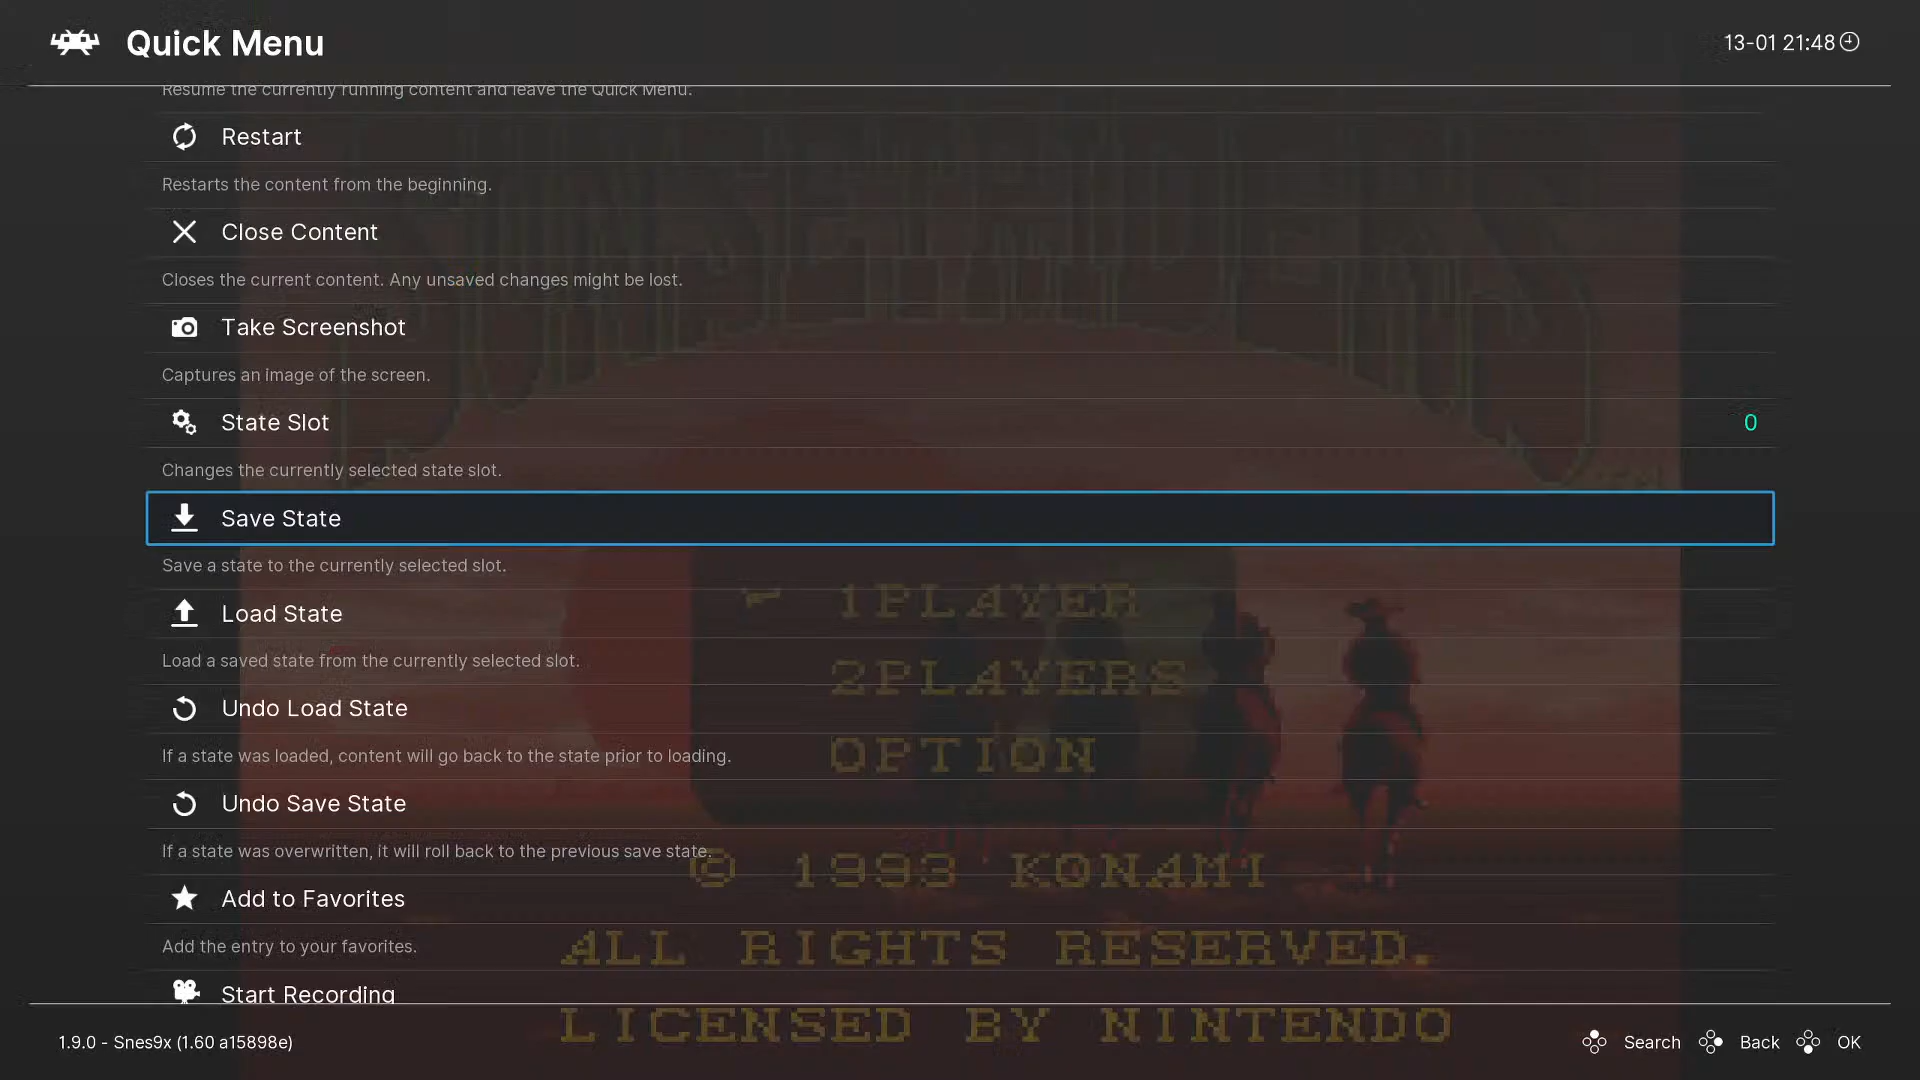 Quick Menu
13-01 21:48
Resume the currently running content and leave the Quick Menu.
Restart
Restarts the content from the beginning.
Close Content
Closes the current content. Any unsaved changes might be lost.
Take Screenshot
Captures an image of the screen.
State Slot 0
Changes the currently selected state slot.
Save State
Save a state to the currently selected slot.
1PLAYER
Load State
Load a saved state from the currently selected slot.
2PLAYERS
Undo Load State
If a state was loaded, content will go back to the state prior to loading.
OPTION
Undo Save State
If a state was overwritten, it will roll back to the previous save state.
© 1993 KONAMI
Add to Favorites
Add the entry to your favorites.
ALL RIGHTS RESERVED.
Start Recording
LICENSED BY NINTENDO
1.9.0 - Snes9x (1.60 a15898e)
Search Back OK